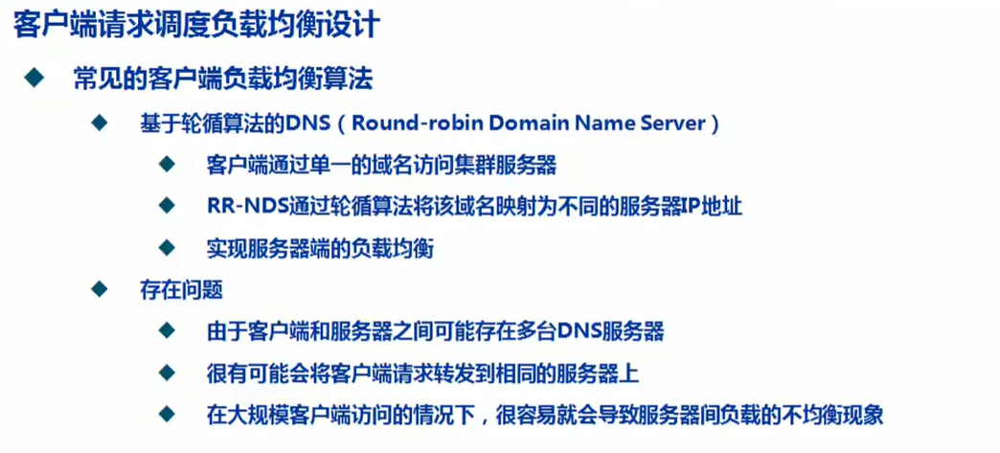 客户端请求调度负载均衡设计
常见的客户端负载均衡算法
基于轮循算法的DNS（Round-robin Domain Name Server）
客户端通过单一的域名访问集群服务器
RR-NDS通过轮循算法将该域名映射为不同的服务器IP地址
实现服务器端的负载均衡
存在问题
由于客户端和服务器之间可能存在多台DNS服务器
很有可能会将客户端请求转发到相同的服务器上
在大规模客户端访问的情况下，很容易就会导致服务器间负载的不均衡现象